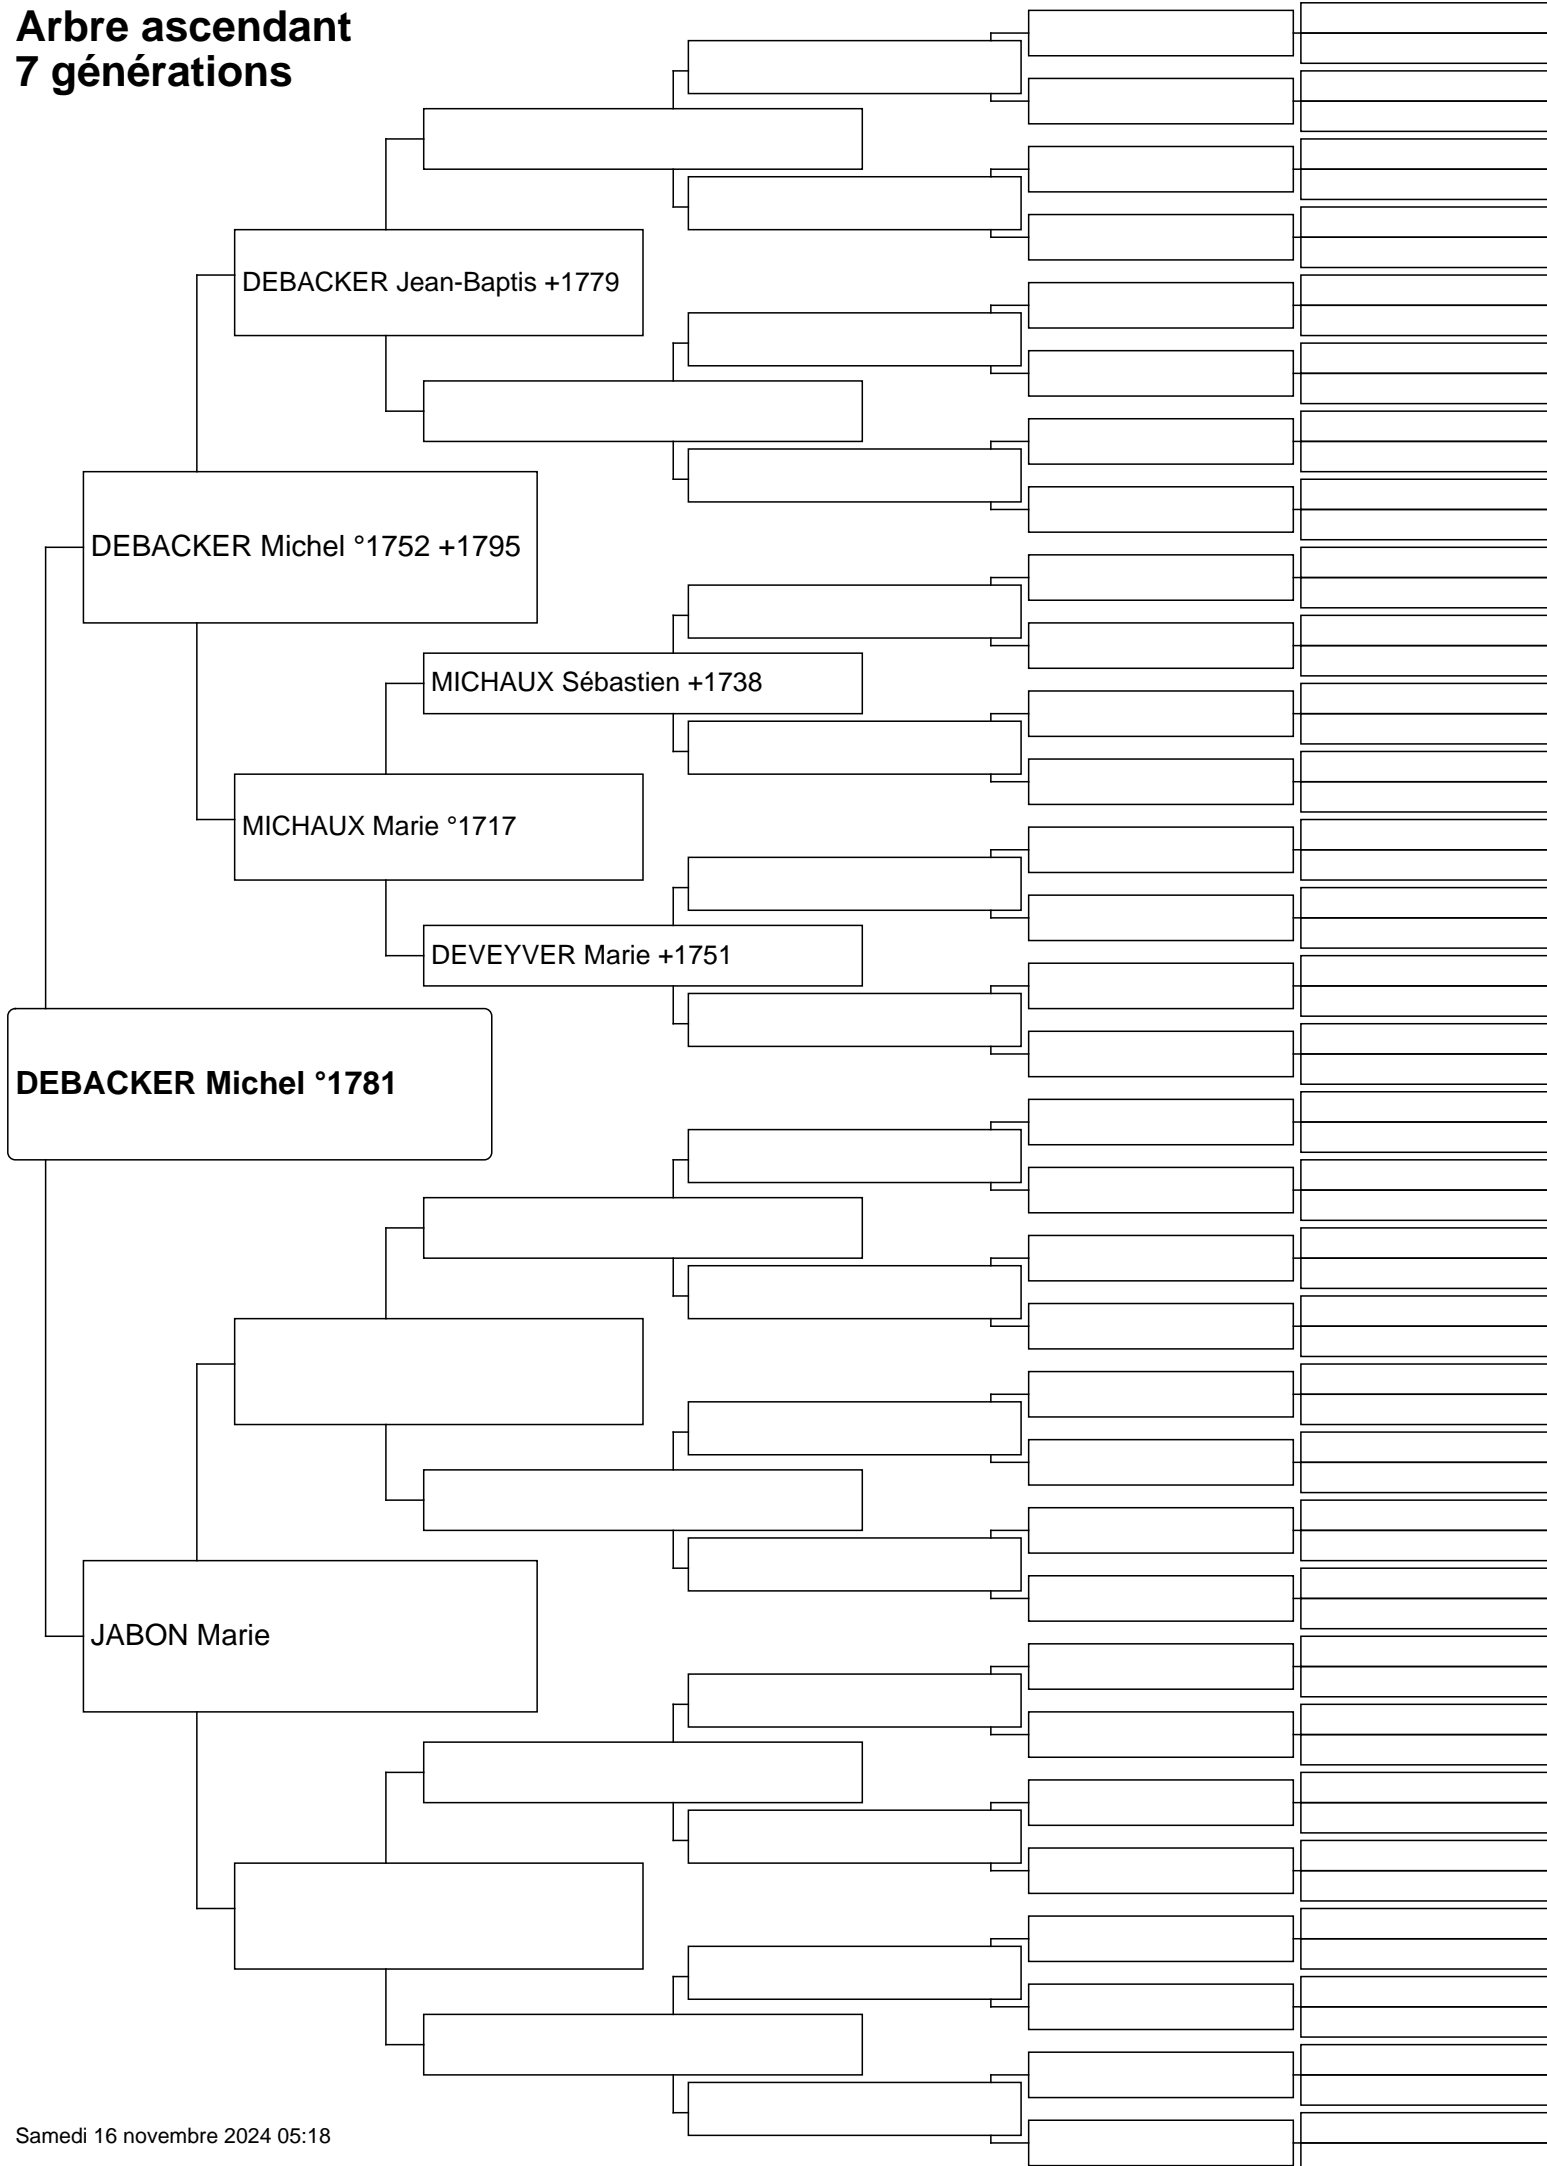 Arbre ascendant
7 générations
DEBACKER Jean-Baptis +1779
DEBACKER Michel °1752 +1795
MICHAUX Sébastien +1738
MICHAUX Marie °1717
DEVEYVER Marie +1751
DEBACKER Michel °1781
JABON Marie
Samedi 16 novembre 2024 05:18